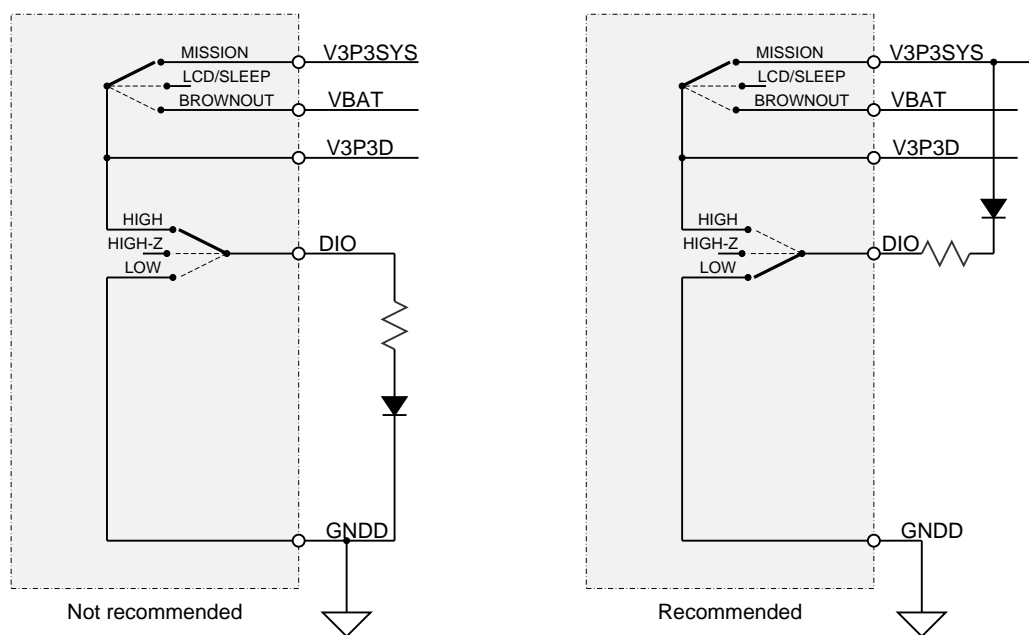 MISSION
V3P3SYS
LCD/SLEEP
BROWNOUT
VBAT
V3P3D
HIGH
HIGH-Z
DIO
LOW
GNDD
Not recommended
MISSION
V3P3SYS
LCD/SLEEP
BROWNOUT
VBAT
V3P3D
HIGH
HIGH-Z
DIO
LOW
GNDD
Recommended